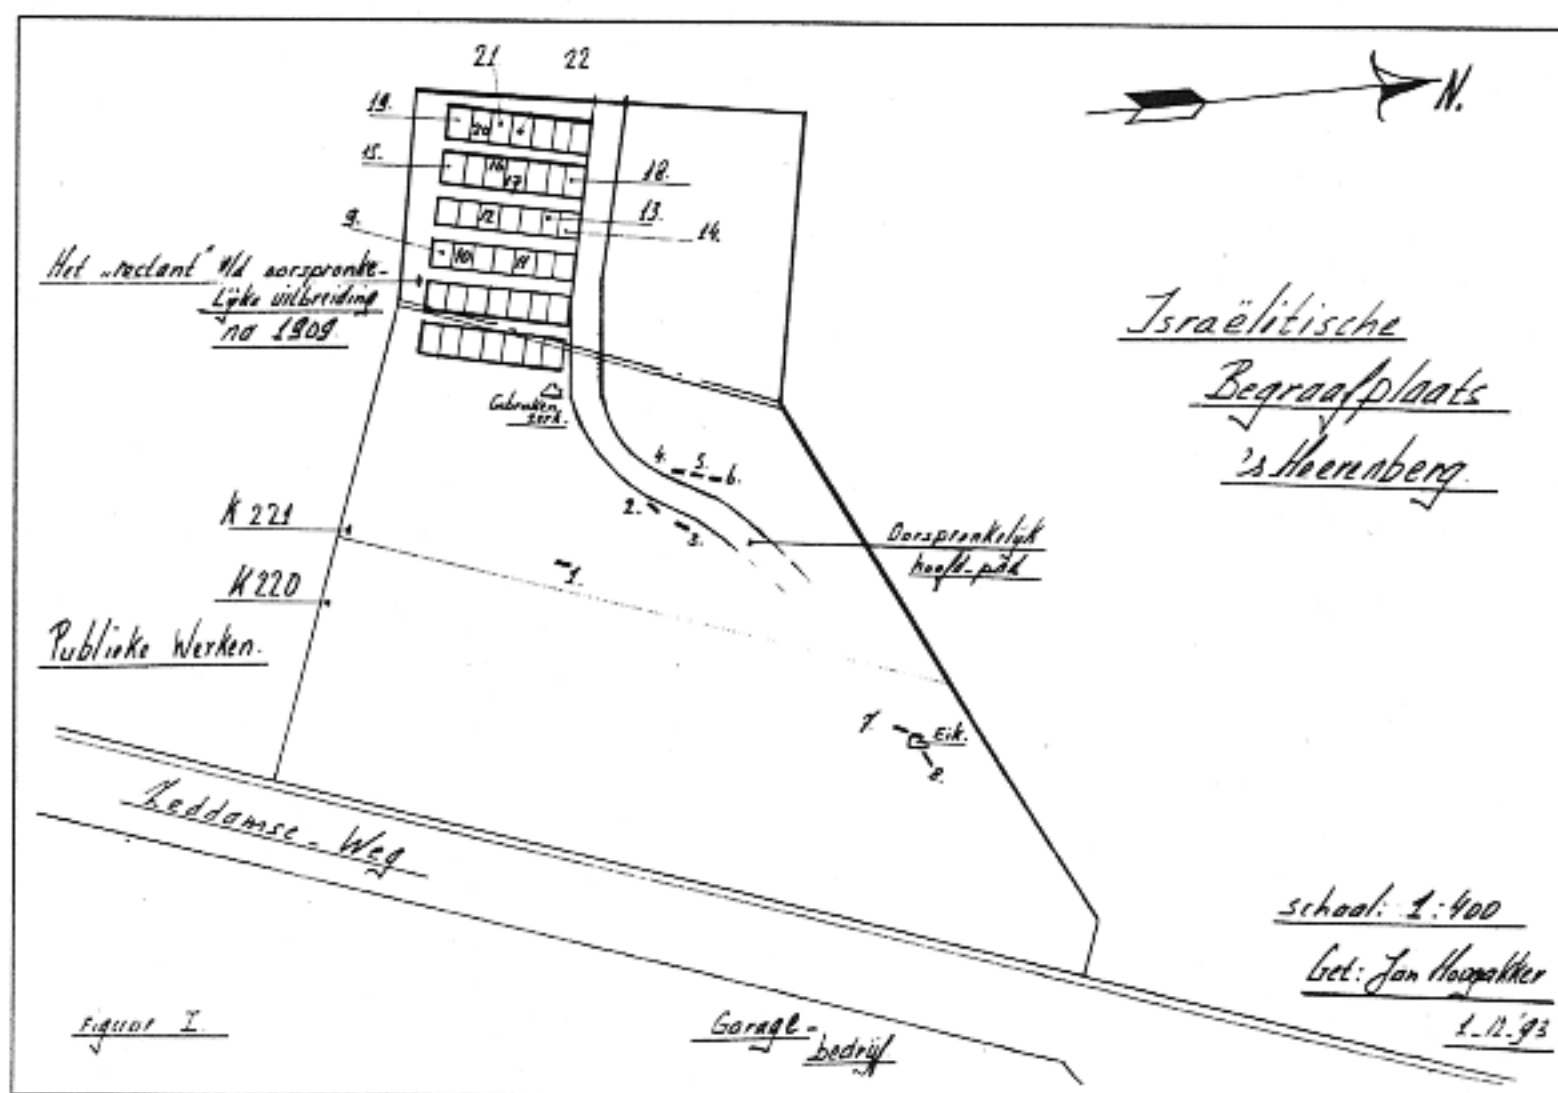 21 22
N.
19.
20
15.
16
17
18.
12
13.
14.
9.
10
11
Het „rectant" v/d oorspronke-
lijke uitbreiding
na 1909.
Gebroken
zerk.
Israëlitische
Begraafplaats
's Heerenberg.
4. 5. 6.
2. 3.
K 221
K 220
1.
Oorspronkelijk
hoofd-pad
Publieke Werken.
7. Eik.
8.
Zeddamse - Weg
schaal: 1:400
Get: Jan
1-12-'93
Figuur I.
Garage-
bedrijf